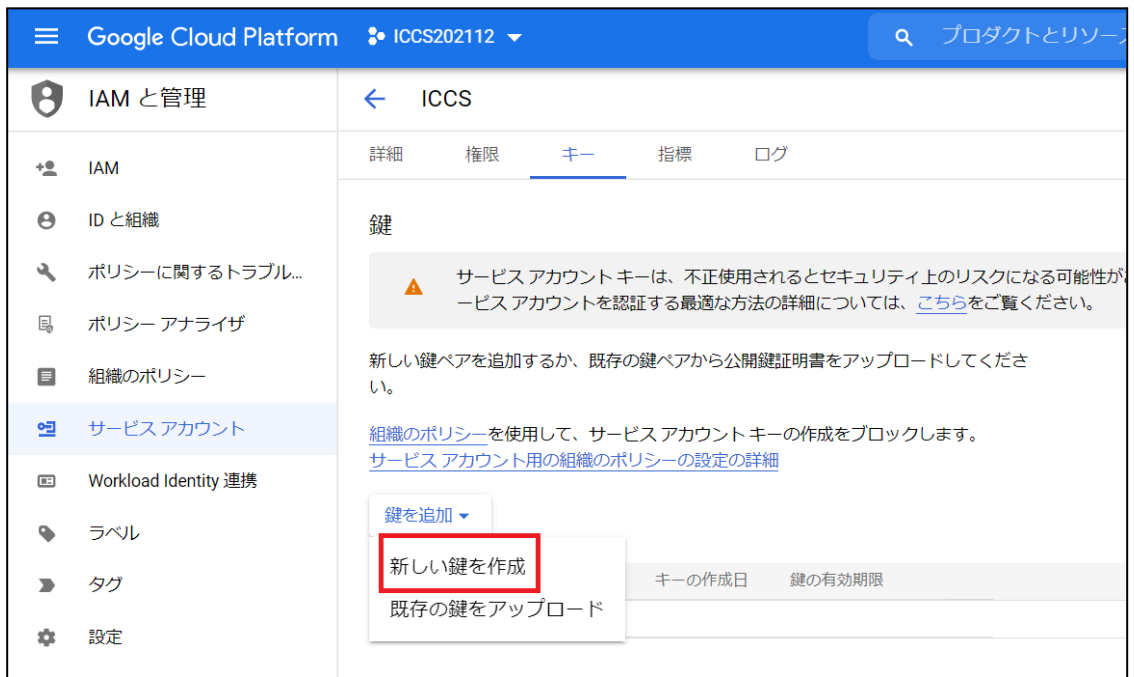 Google Cloud Platform ICCS202112 プロダクトとリソー
IAM と管理
ICCS
詳細 権限 キー 指標 ログ
IAM
ID と組織
ポリシーに関するトラブル...
ポリシー アナライザ
組織のポリシー
サービス アカウント
Workload Identity 連携
ラベル
タグ
設定
鍵
サービス アカウント キーは、不正使用されるとセキュリティ上のリスクになる可能性が
ービス アカウントを認証する最適な方法の詳細については、こちらをご覧ください。
新しい鍵ペアを追加するか、既存の鍵ペアから公開鍵証明書をアップロードしてくださ
い。
組織のポリシーを使用して、サービス アカウント キーの作成をブロックします。
サービス アカウント用の組織のポリシーの設定の詳細
鍵を追加
新しい鍵を作成
既存の鍵をアップロード
キーの作成日 鍵の有効期限